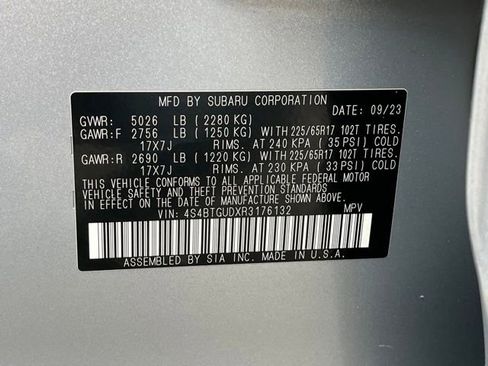 MFD BY SUBARU CORPORATION
GVWR: 5026 LB ( 2280 KG) DATE: 09/23
GAWR:F 2756 LB ( 1250 KG) WITH 225/65R17 102T TIRES.
17X7J RIMS. AT 240 KPA ( 35 PSI) COLD
GAWR:R 2690 LB ( 1220 KG) WITH 225/65R17 102T TIRES.
17X7J RIMS. AT 230 KPA ( 33 PSI) COLD
THIS VEHICLE CONFORMS TO ALL APPLICABLE FEDERAL MOTOR
VEHICLE SAFETY AND THEFT PREVENTION STANDARDS
IN EFFECT ON THE DATE OF MANUFACTURE SHOWN ABOVE.
VIN: 4S4BTGUDXR3176132 MPV
ASSEMBLED BY SIA INC. MADE IN U.S.A.